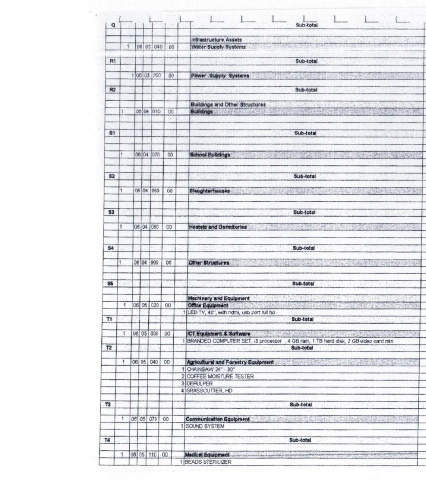 Q Sub-total
Infrastructure Assets
1 06 03 040 00 Water Supply Systems
R1 Sub-total
1 06 03 050 00 Power Supply Systems
R2 Sub-total
Buildings and Other Structures
1 06 04 010 00 Buildings
S1 Sub-total
1 06 04 020 00 School Buildings
S2 Sub-total
1 06 04 Slaughterhouses
S3 Sub-total
1 06 04 060 00 Hostels and Dormitories
S4 Sub-total
1 06 04 990 00 Other Structures
S5 Sub-total
Machinery and Equipment
1 06 05 020 00 Office Equipment
1 LED TV, 40", with hdmi, usb port full hd
T1 Sub-total
1 06 05 030 00 ICT Equipment & Software
1 BRANDED COMPUTER SET, i3 processor , 4 GB ram, 1 TB hard disk, 2 GB video card min
T2 Sub-total
1 06 05 040 00 Agricultural and Forestry Equipment
1 CHAINSAW 24" - 30"
2 COFFEE MOISTURE TESTER
3 DEPULPER
4 GRASSCUTTER, HD
T3 Sub-total
1 06 05 070 00 Communication Equipment
1 SOUND SYSTEM
T4 Sub-total
1 06 05 110 00 Medical Equipment
1 BEADS STERILIZER